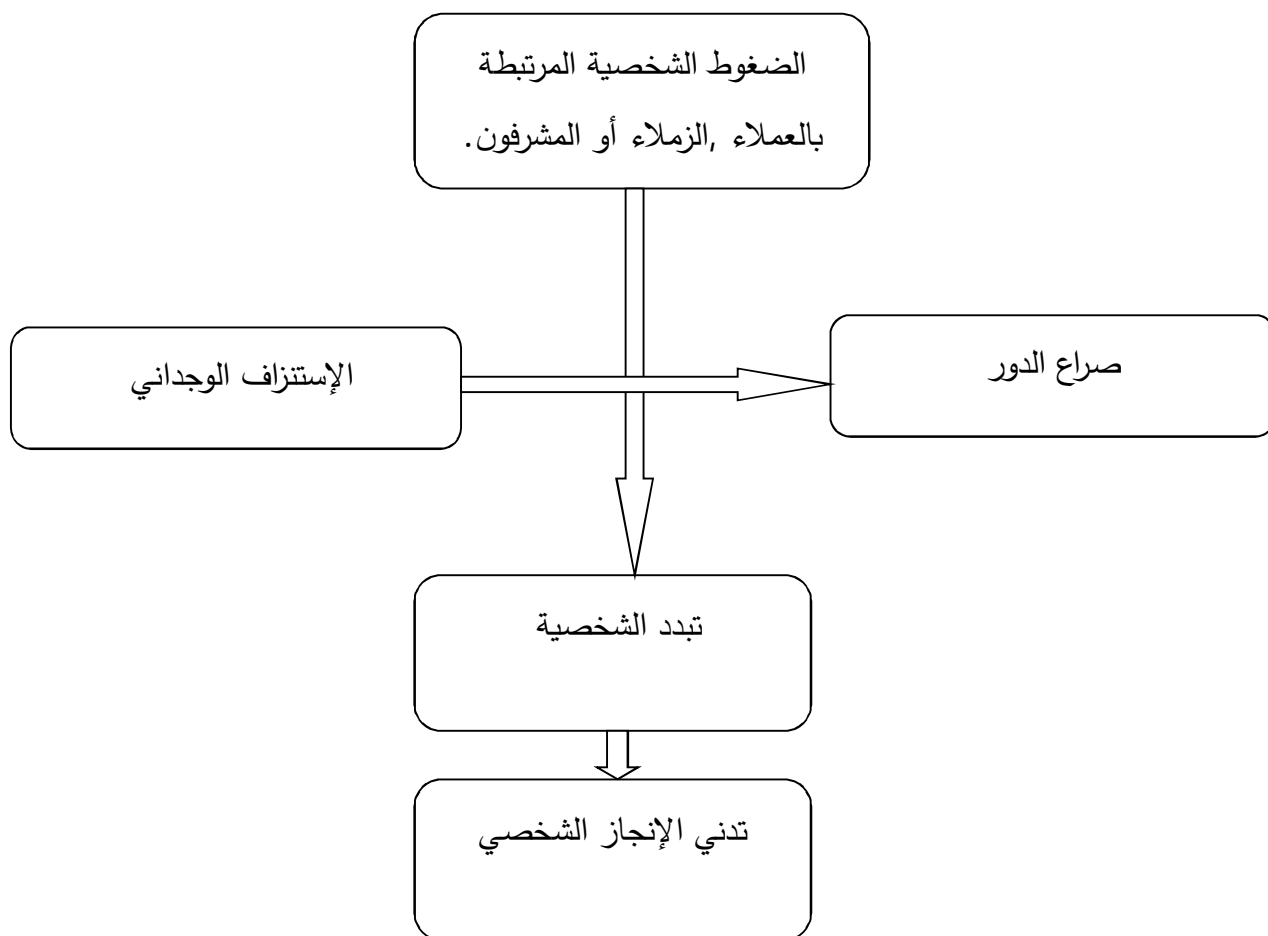 الضغوط الشخصية المرتبطة
بالعملاء ,الزملاء أو المشرفون.
صراع الدور
الإستنزاف الوجداني
تبدد الشخصية
تدني الإنجاز الشخصي